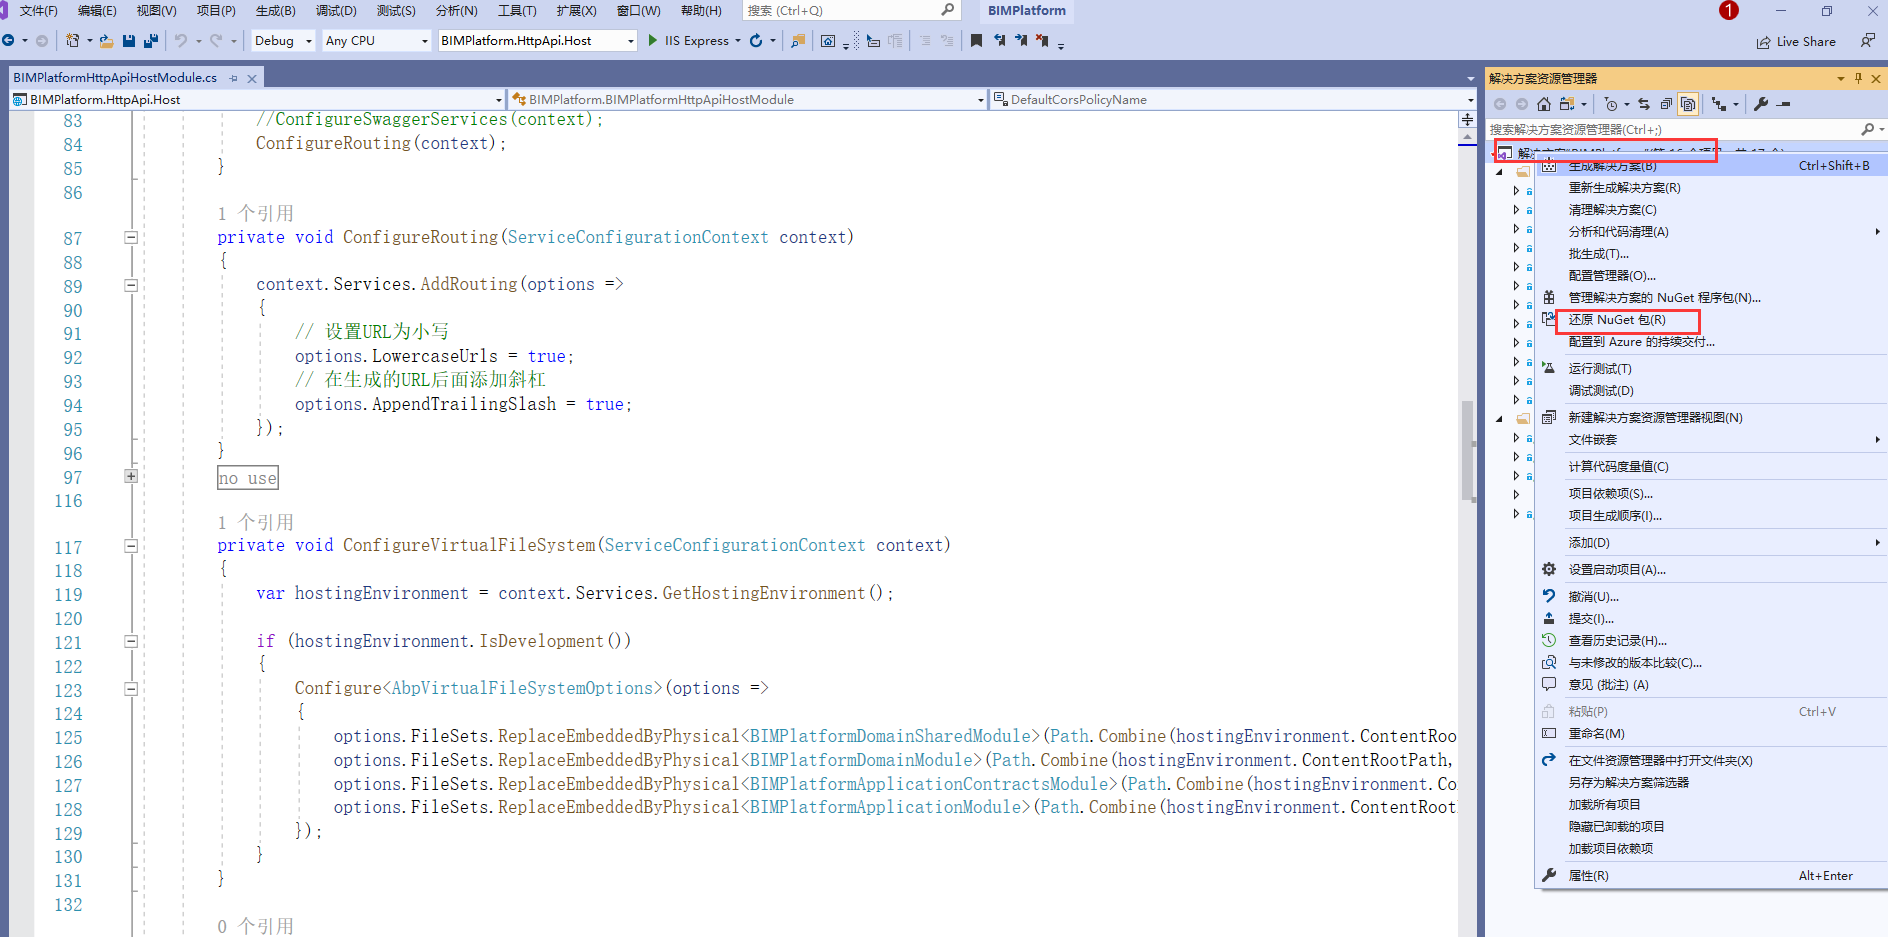 文件(F) 编辑(E) 视图(V) 项目(P) 生成(B) 调试(D) 测试(S) 分析(N) 工具(T) 扩展(X) 窗口(W) 帮助(H) 搜索 (Ctrl+Q) BIMPlatform 1
Debug Any CPU BIMPlatform.HttpApi.Host IIS Express Live Share
BIMPlatformHttpApiHostModule.cs
BIMPlatform.HttpApi.Host BIMPlatform.BIMPlatformHttpApiHostModule DefaultCorsPolicyName
83 //ConfigureSwaggerServices(context);
84 ConfigureRouting(context);
85 }
86
1 个引用
87 private void ConfigureRouting(ServiceConfigurationContext context)
88 {
89 context.Services.AddRouting(options =>
90 {
91 // 设置URL为小写
92 options.LowercaseUrls = true;
93 // 在生成的URL后面添加斜杠
94 options.AppendTrailingSlash = true;
95 });
96 }
97 no use
116
1 个引用
117 private void ConfigureVirtualFileSystem(ServiceConfigurationContext context)
118 {
119 var hostingEnvironment = context.Services.GetHostingEnvironment();
120
121 if (hostingEnvironment.IsDevelopment())
122 {
123 Configure<AbpVirtualFileSystemOptions>(options =>
124 {
125 options.FileSets.ReplaceEmbeddedByPhysical<BIMPlatformDomainSharedModule>(Path.Combine(hostingEnvironment.ContentRoo
126 options.FileSets.ReplaceEmbeddedByPhysical<BIMPlatformDomainModule>(Path.Combine(hostingEnvironment.ContentRootPath,
127 options.FileSets.ReplaceEmbeddedByPhysical<BIMPlatformApplicationContractsModule>(Path.Combine(hostingEnvironment.Co
128 options.FileSets.ReplaceEmbeddedByPhysical<BIMPlatformApplicationModule>(Path.Combine(hostingEnvironment.ContentRoot
129 });
130 }
131 }
132
0 个引用
解决方案资源管理器
搜索解决方案资源管理器(Ctrl+;)
解决方案"BIMPlatform"
生成解决方案(B) Ctrl+Shift+B
重新生成解决方案(R)
清理解决方案(C)
分析和代码清理(A)
批生成(T)...
配置管理器(O)...
管理解决方案的 NuGet 程序包(N)...
还原 NuGet 包(R)
配置到 Azure 的持续交付...
运行测试(T)
调试测试(D)
新建解决方案资源管理器视图(N)
文件嵌套
计算代码度量值(C)
项目依赖项(S)...
项目生成顺序(I)...
添加(D)
设置启动项目(A)...
撤消(U)...
提交(I)...
查看历史记录(H)...
与未修改的版本比较(C)...
意见 (批注) (A)
粘贴(P) Ctrl+V
重命名(M)
在文件资源管理器中打开文件夹(X)
另存为解决方案筛选器
加载所有项目
隐藏已卸载的项目
加载项目依赖项
属性(R) Alt+Enter